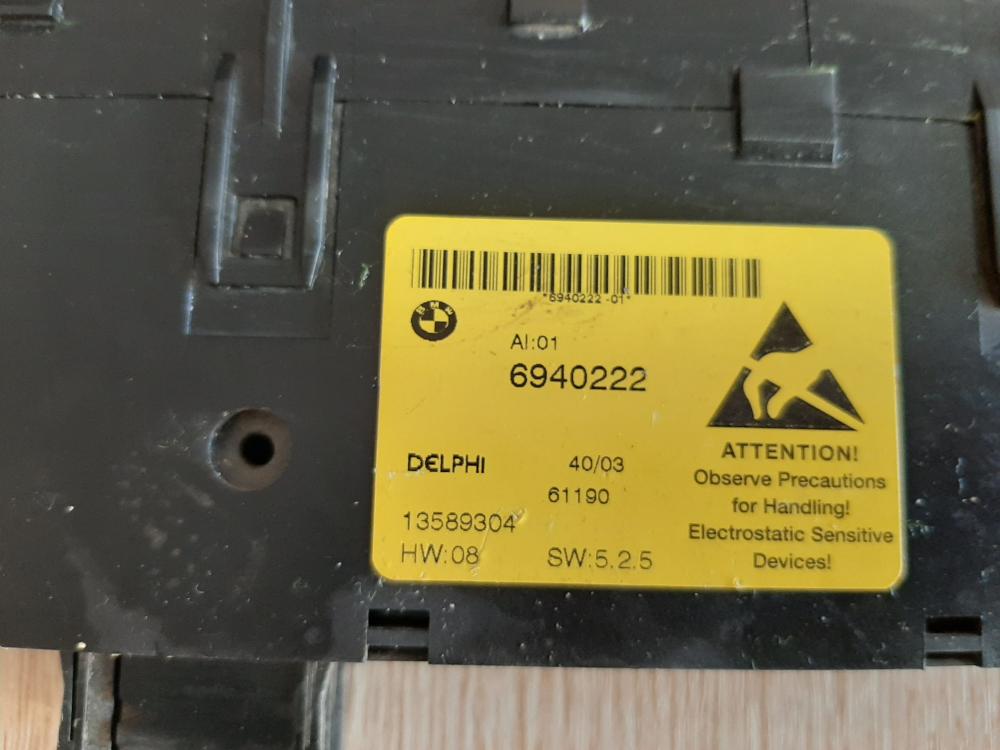 *6940222 -01*
BMW
AI:01
6940222
DELPHI 40/03
61190
13589304
HW:08 SW:5.2.5
ATTENTION!
Observe Precautions
for Handling!
Electrostatic Sensitive
Devices!